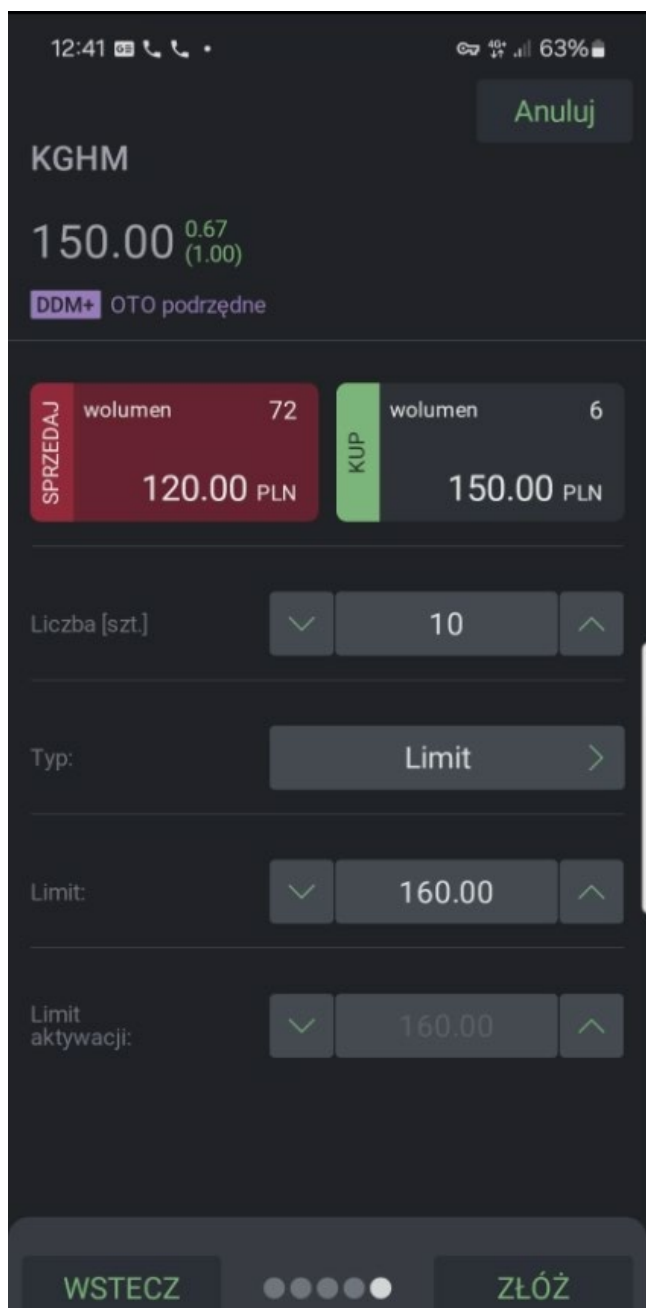 12:41
63%
Anuluj
KGHM
150.00 0.67
(1.00)
DDM+ OTO podrzędne
SPRZEDAJ
wolumen 72
120.00 PLN
KUP
wolumen 6
150.00 PLN
Liczba [szt.] 10
Typ: Limit
Limit: 160.00
Limit
aktywacji: 160.00
WSTECZ ZŁÓŻ